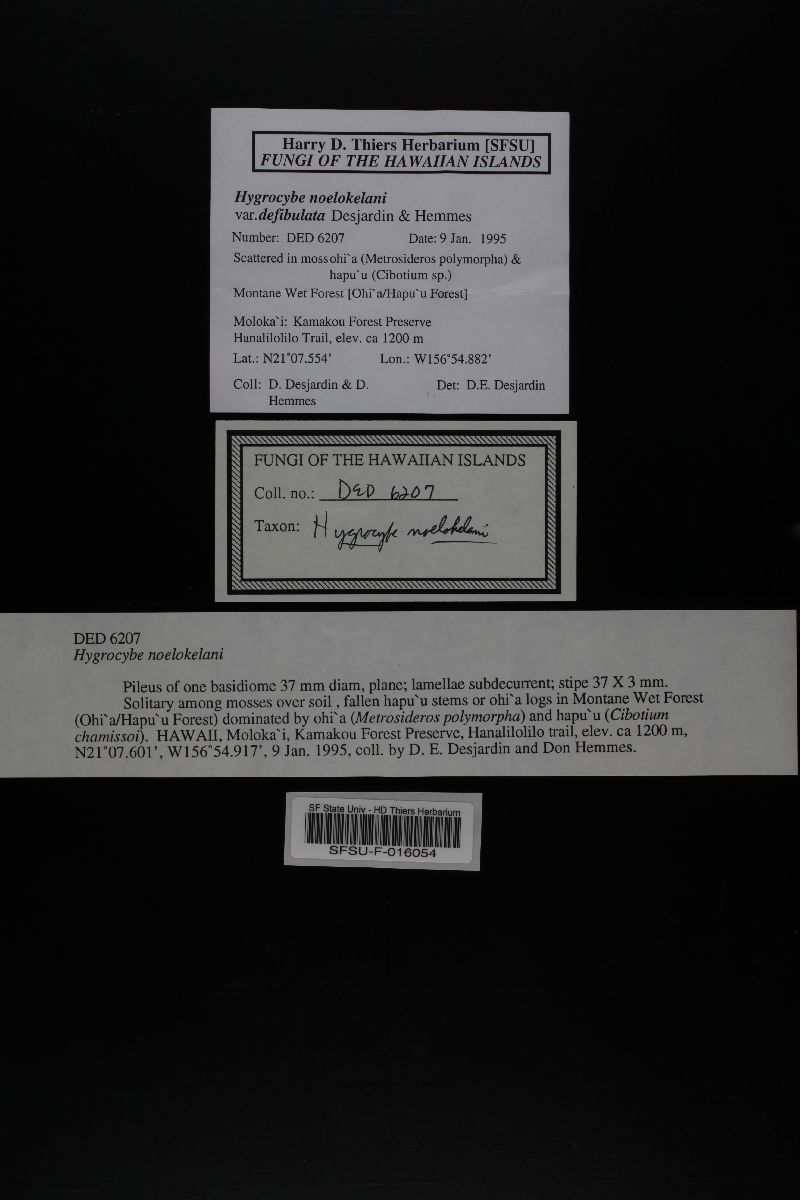 Harry D. Thiers Herbarium [SFSU]
FUNGI OF THE HAWAIIAN ISLANDS
Hygrocybe noelokelani
var.defibulata Desjardin & Hemmes
Number: DED 6207 Date: 9 Jan. 1995
Scattered in moss ohi`a (Metrosideros polymorpha) &
hapu`u (Cibotium sp.)
Montane Wet Forest [Ohi`a/Hapu`u Forest]
Moloka`i: Kamakou Forest Preserve
Hanalilolilo Trail, elev. ca 1200 m
Lat.: N21°07.554’ Lon.: W156°54.882’
Coll: D. Desjardin & D. Det: D.E. Desjardin
Hemmes
FUNGI OF THE HAWAIIAN ISLANDS
Coll. no.: DED 6207
Taxon: Hygrocybe noelokelani
DED 6207
Hygrocybe noelokelani
Pileus of one basidiome 37 mm diam, plane; lamellae subdecurrent; stipe 37 X 3 mm.
Solitary among mosses over soil , fallen hapu`u stems or ohi`a logs in Montane Wet Forest
(Ohi`a/Hapu`u Forest) dominated by ohi`a (Metrosideros polymorpha) and hapu`u (Cibotium
chamissoi). HAWAII, Moloka`i, Kamakou Forest Preserve, Hanalilolilo trail, elev. ca 1200 m,
N21°07.601’, W156°54.917’, 9 Jan. 1995, coll. by D. E. Desjardin and Don Hemmes.
SF State Univ - HD Thiers Herbarium
SFSU-F-016054